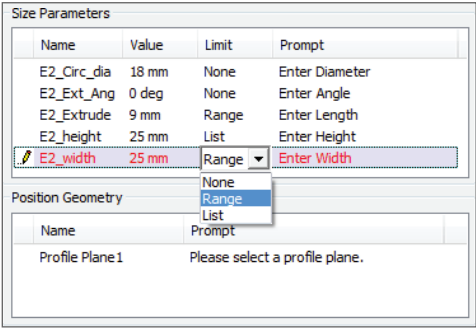 Size Parameters
Name Value Limit Prompt
E2_Circ_dia 18 mm None Enter Diameter
E2_Ext_Ang 0 deg None Enter Angle
E2_Extrude 9 mm Range Enter Length
E2_height 25 mm List Enter Height
E2_width 25 mm Range Enter Width
None
Range
List
Position Geometry
Name Prompt
Profile Plane1 Please select a profile plane.